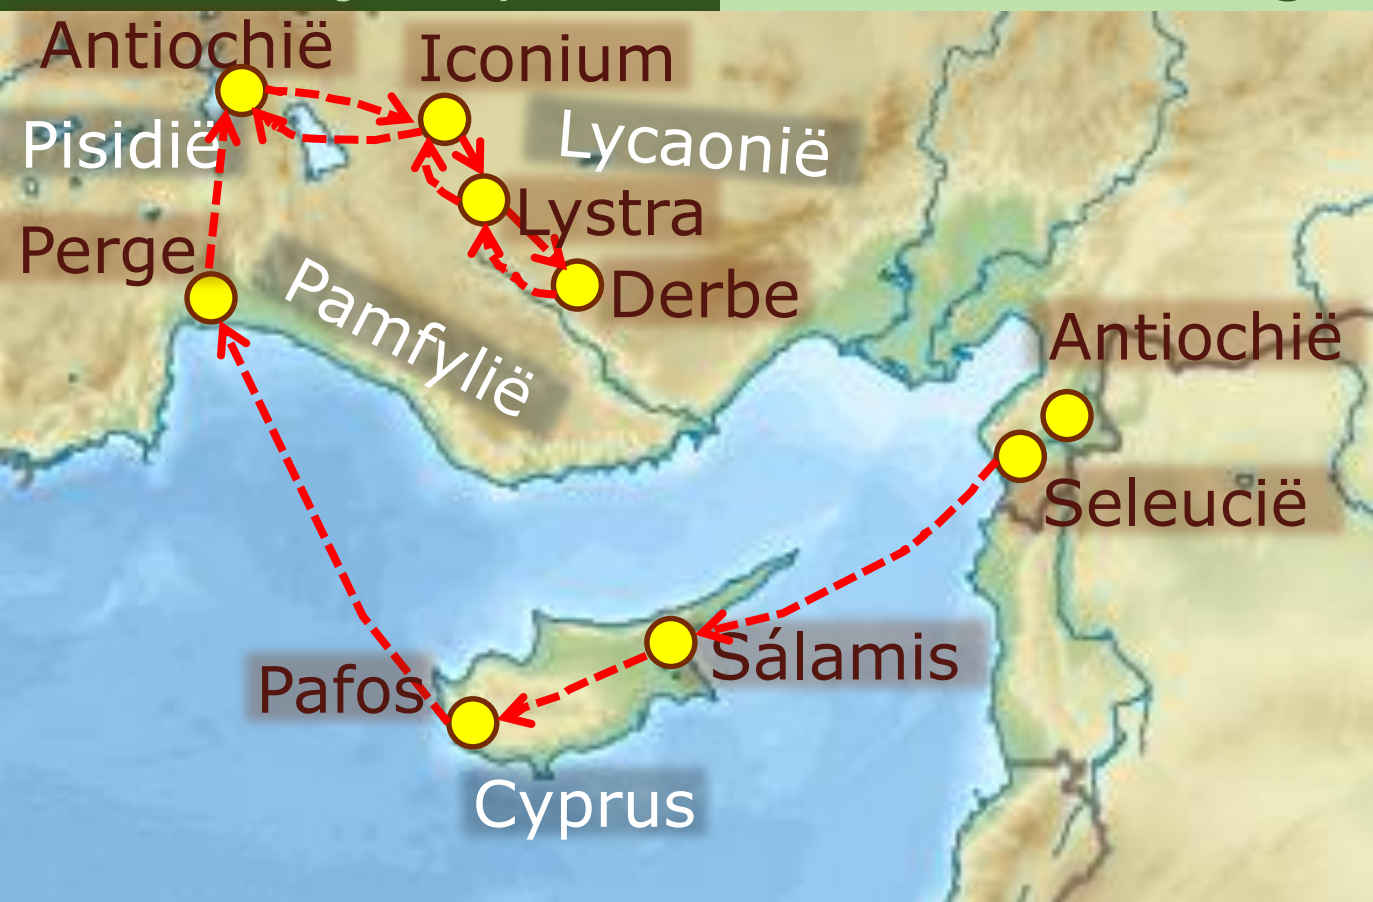 Antiochië
Iconium
Pisidië
Lycaonië
Lystra
Perge
Derbe
Pamfylië
Antiochië
Seleucië
Sálamis
Pafos
Cyprus